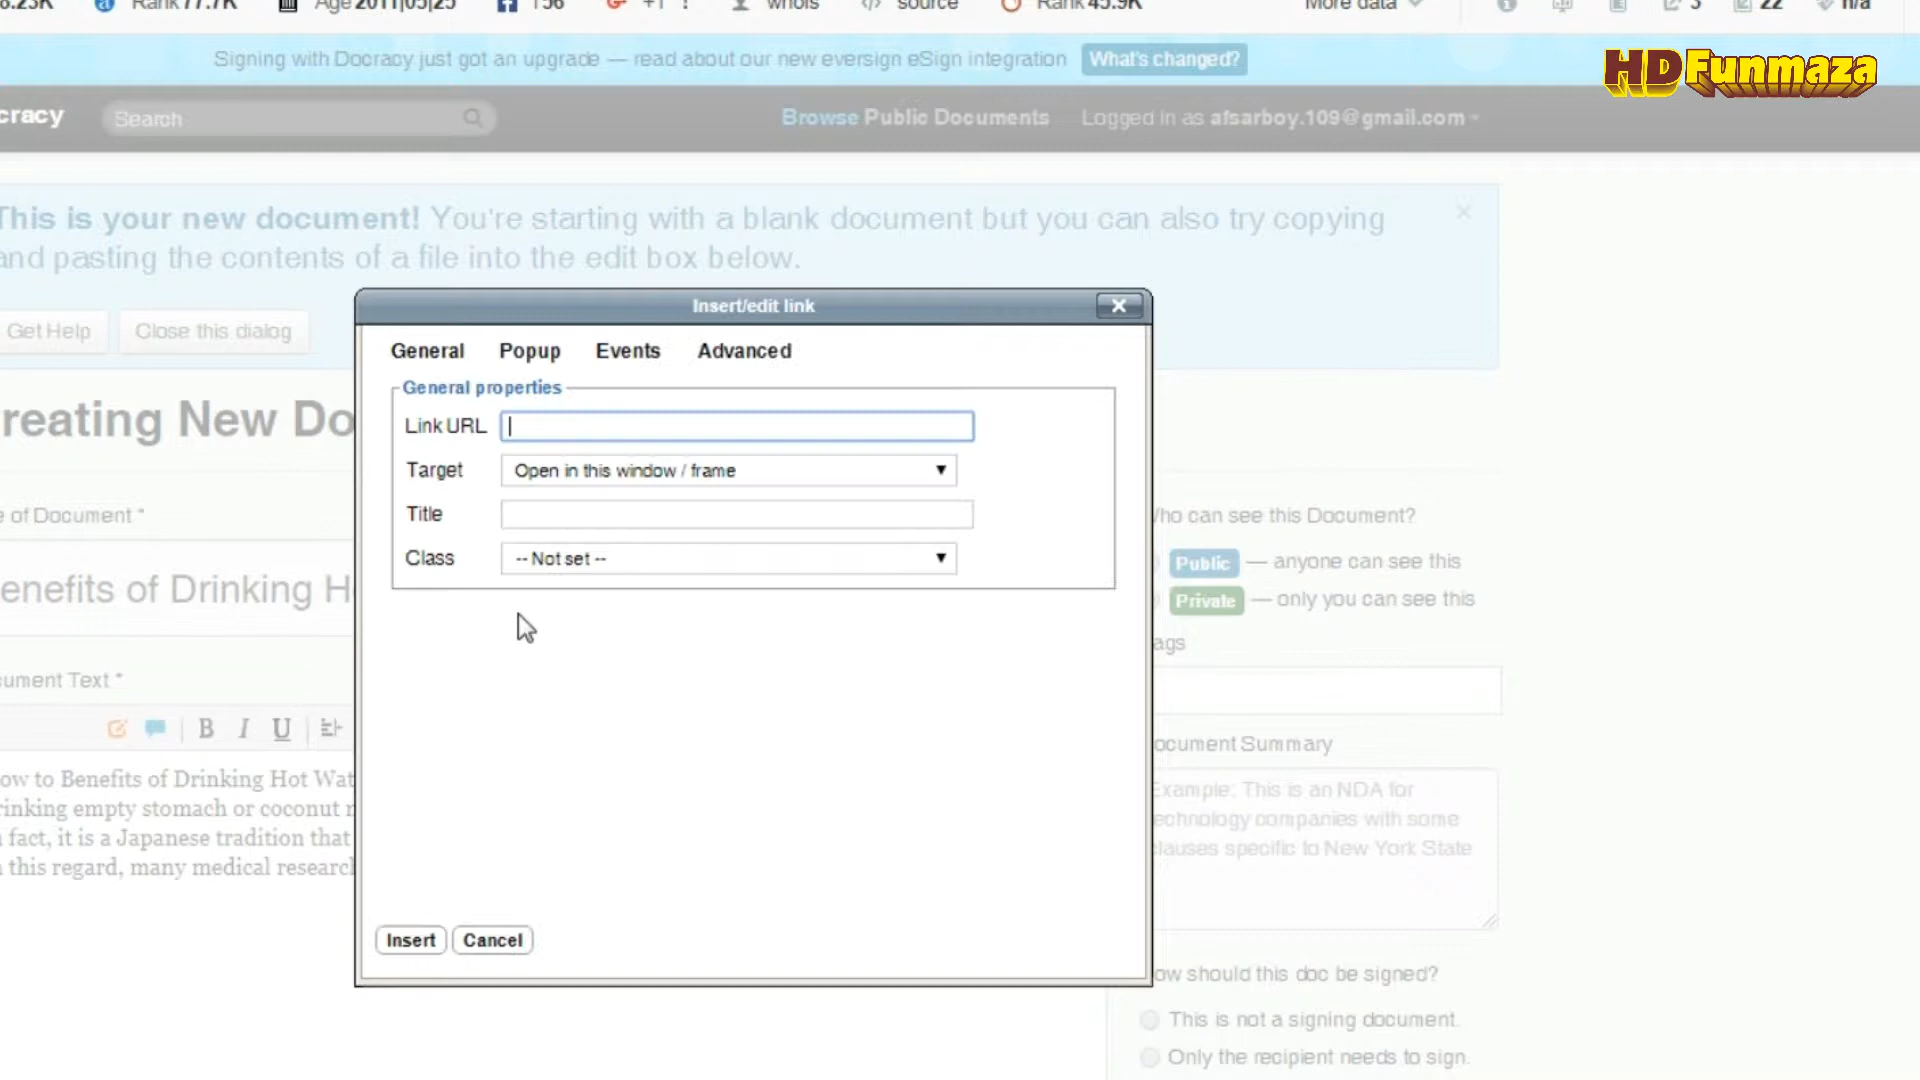 Rank 77.7K Age 2011|05|25 +1 whois source Rank 45.9K More data 3 22 n/a
Signing with Docracy just got an upgrade — read about our new eversign eSign integration What's changed?
HDFunmaza
cracy Search Browse Public Documents Logged in as afsarboy.109@gmail.com
This is your new document! You're starting with a blank document but you can also try copying
and pasting the contents of a file into the edit box below.
Get Help Close this dialog
Insert/edit link
General Popup Events Advanced
General properties
Link URL
Target Open in this window / frame
Title
Class -- Not set --
Insert Cancel
reating New Do
e of Document *
enefits of Drinking H
cument Text *
B I U
ow to Benefits of Drinking Hot Wat
rinking empty stomach or coconut
fact, it is a Japanese tradition that
this regard, many medical research
ho can see this Document?
Public — anyone can see this
Private — only you can see this
ags
ocument Summary
Example: This is an NDA for
echnology companies with some
clauses specific to New York State
ow should this doc be signed?
This is not a signing document.
Only the recipient needs to sign.